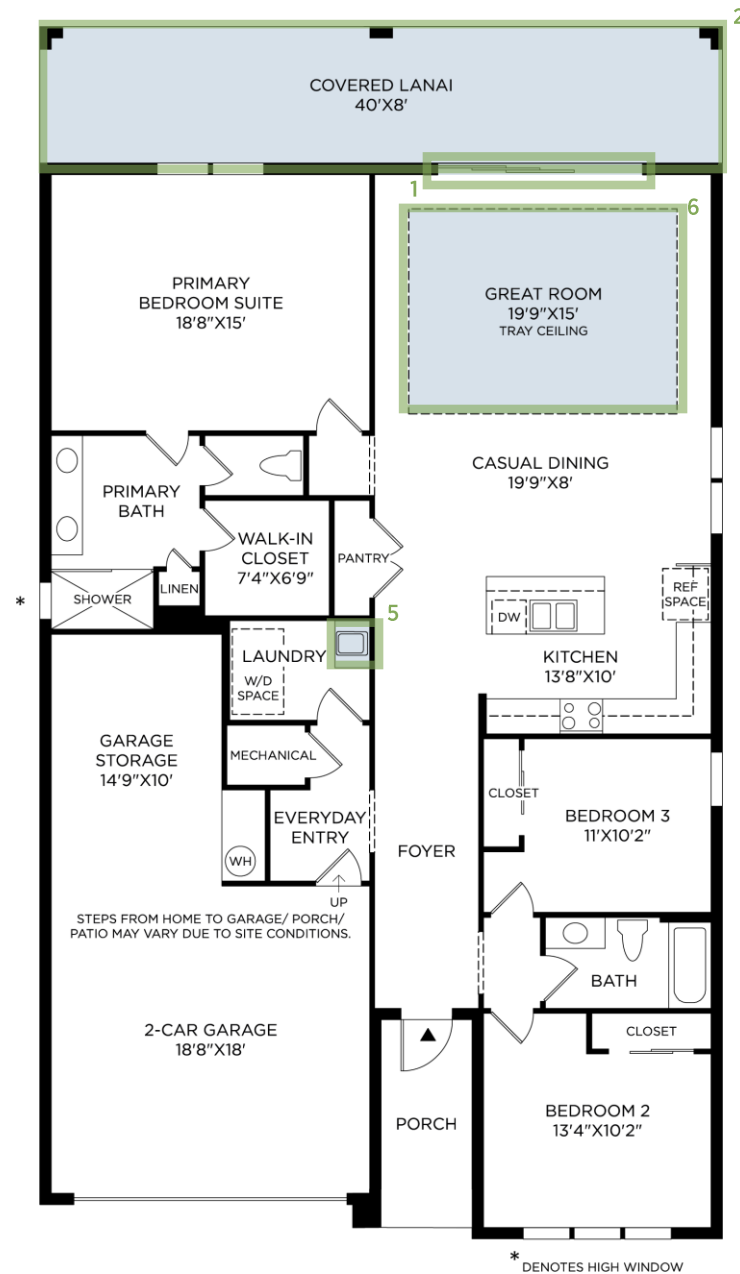 2
COVERED LANAI
40'X8'
1
6
PRIMARY
BEDROOM SUITE
18'8"X15'
GREAT ROOM
19'9"X15'
TRAY CEILING
CASUAL DINING
19'9"X8'
PRIMARY
BATH
WALK-IN
CLOSET
7'4"X6'9"
PANTRY
LINEN
SHOWER
*
REF
SPACE
DW
5
LAUNDRY
W/D
SPACE
KITCHEN
13'8"X10'
GARAGE
STORAGE
14'9"X10'
MECHANICAL
CLOSET
EVERYDAY
ENTRY
BEDROOM 3
11'X10'2"
FOYER
WH
UP
STEPS FROM HOME TO GARAGE/ PORCH/
PATIO MAY VARY DUE TO SITE CONDITIONS.
BATH
2-CAR GARAGE
18'8"X18'
CLOSET
PORCH
BEDROOM 2
13'4"X10'2"
* DENOTES HIGH WINDOW